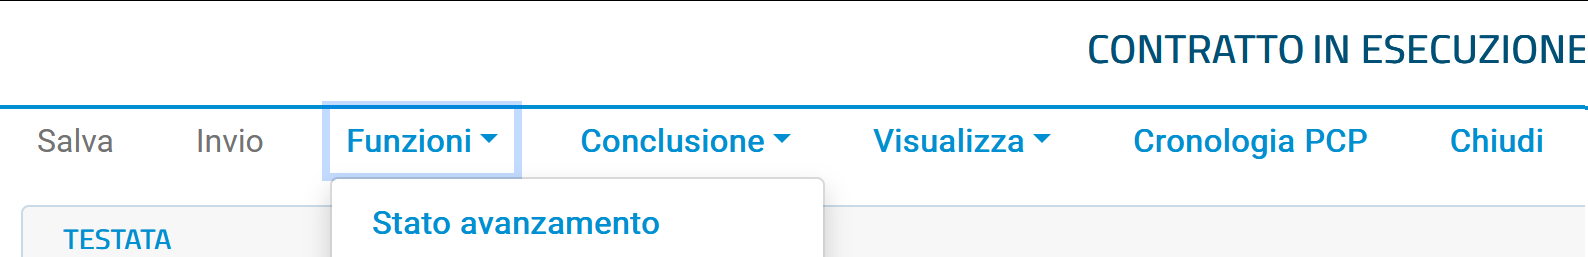 CONTRATTO IN ESECUZIONE
Salva Invio Funzioni Conclusione Visualizza Cronologia PCP Chiudi
Stato avanzamento
TESTATA